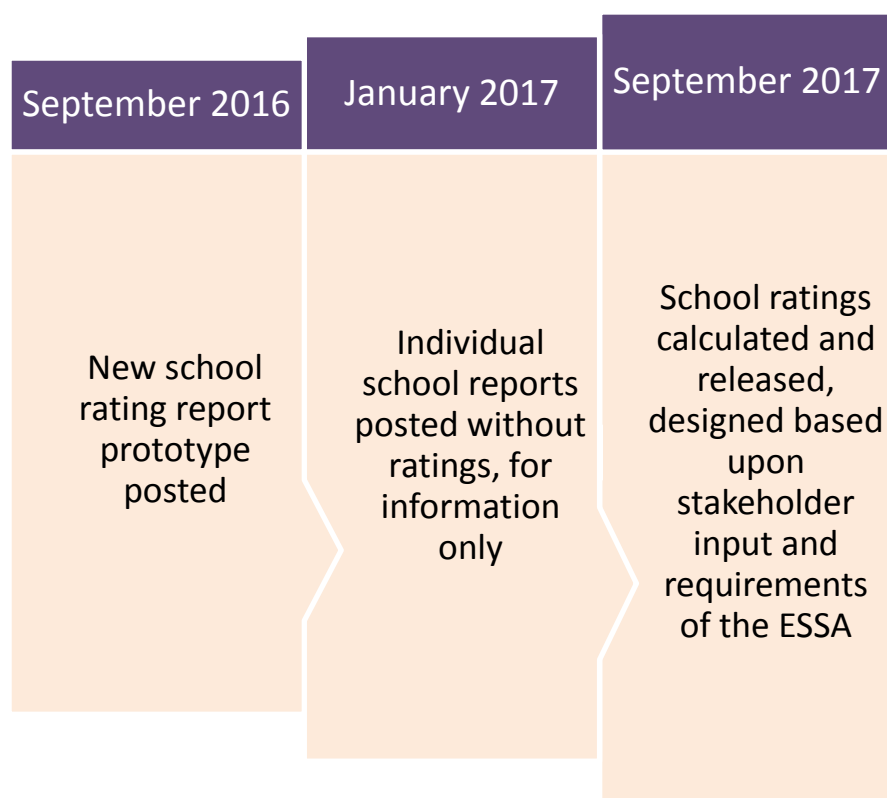 September 2016
New school
rating report
prototype
posted
January 2017
Individual
school reports
posted without
ratings, for
information
only
September 2017
School ratings
calculated and
released,
designed based
upon
stakeholder
input and
requirements
of the ESSA